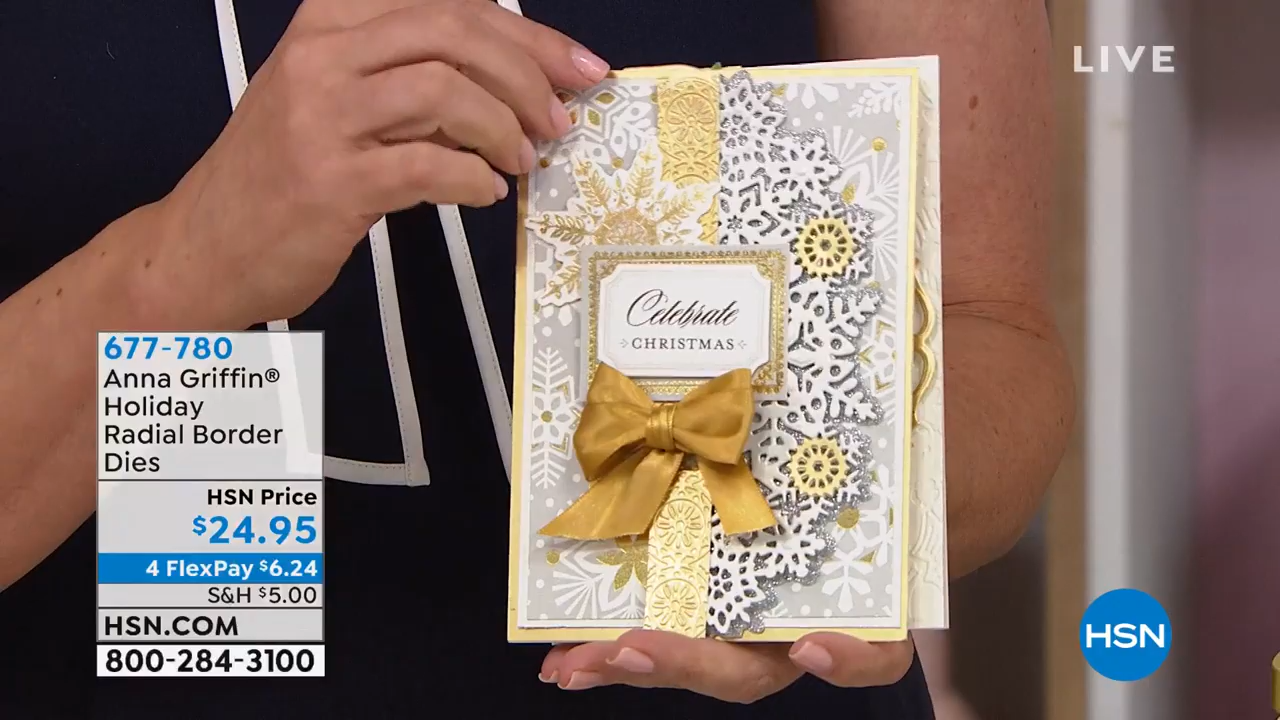 LIVE
677-780
Anna Griffin®
Holiday
Radial Border
Dies
HSN Price
$24.95
4 FlexPay $6.24
S&H $5.00
HSN.COM
800-284-3100
Celebrate
CHRISTMAS
HSN